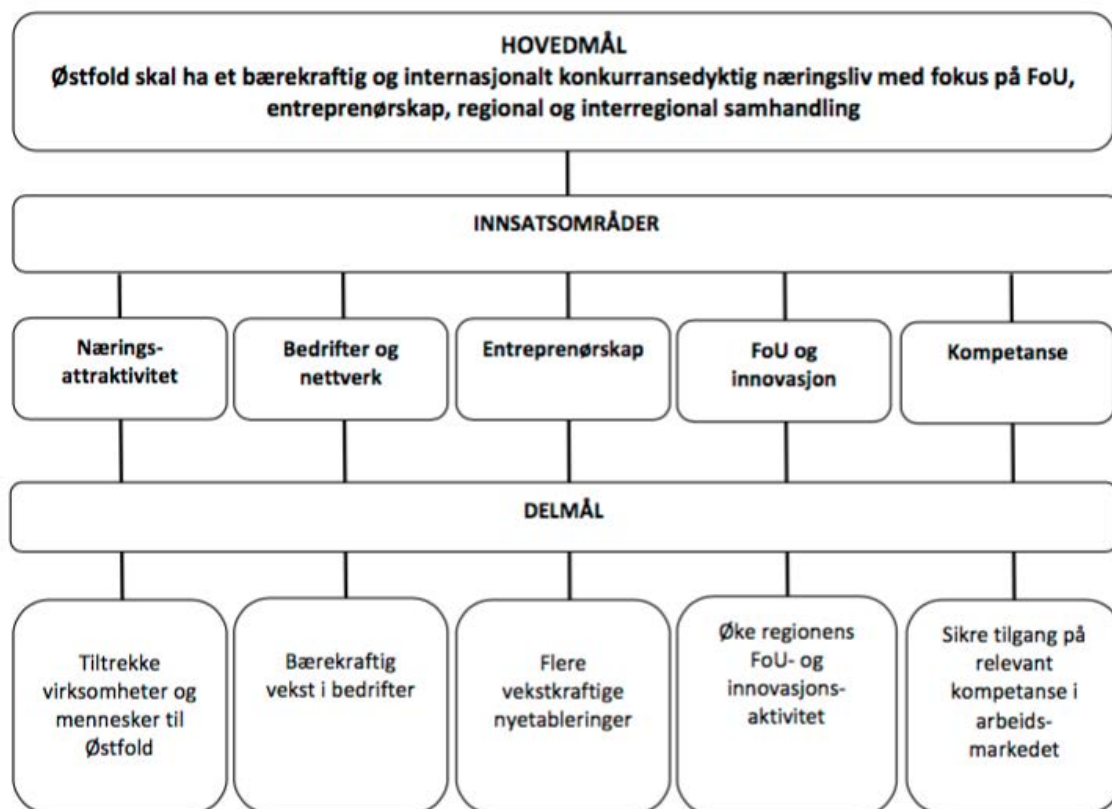 HOVEDMÅL
Østfold skal ha et bærekraftig og internasjonalt konkurransedyktig næringsliv med fokus på FoU,
entreprenørskap, regional og interregional samhandling
INNSATSOMRÅDER
Nærings-
attraktivitet
Bedrifter og
nettverk
Entreprenørskap
FoU og
innovasjon
Kompetanse
DELMÅL
Tiltrekke
virksomheter og
mennesker til
Østfold
Bærekraftig
vekst i bedrifter
Flere
vekstkraftige
nyetableringer
Øke regionens
FoU- og
innovasjons-
aktivitet
Sikre tilgang på
relevant
kompetanse i
arbeids-
markedet